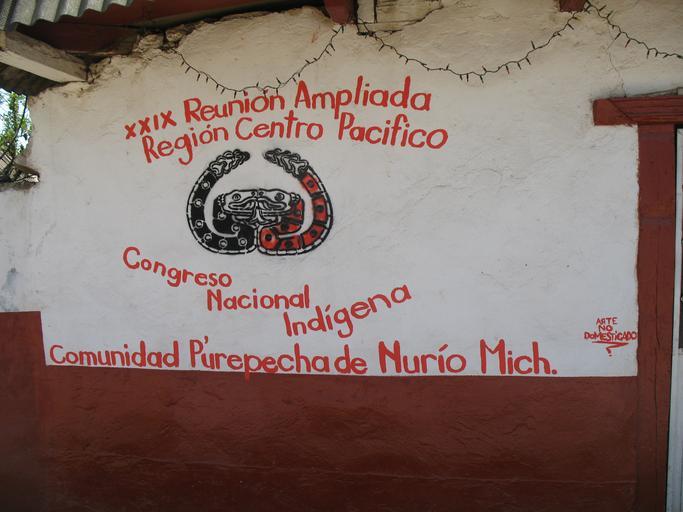 XXIX Reunión Ampliada
Región Centro Pacifico
Congreso
Nacional
Indígena
Comunidad P'urepecha de Nurío Mich.
ARTE
NO
DOMESTICADO